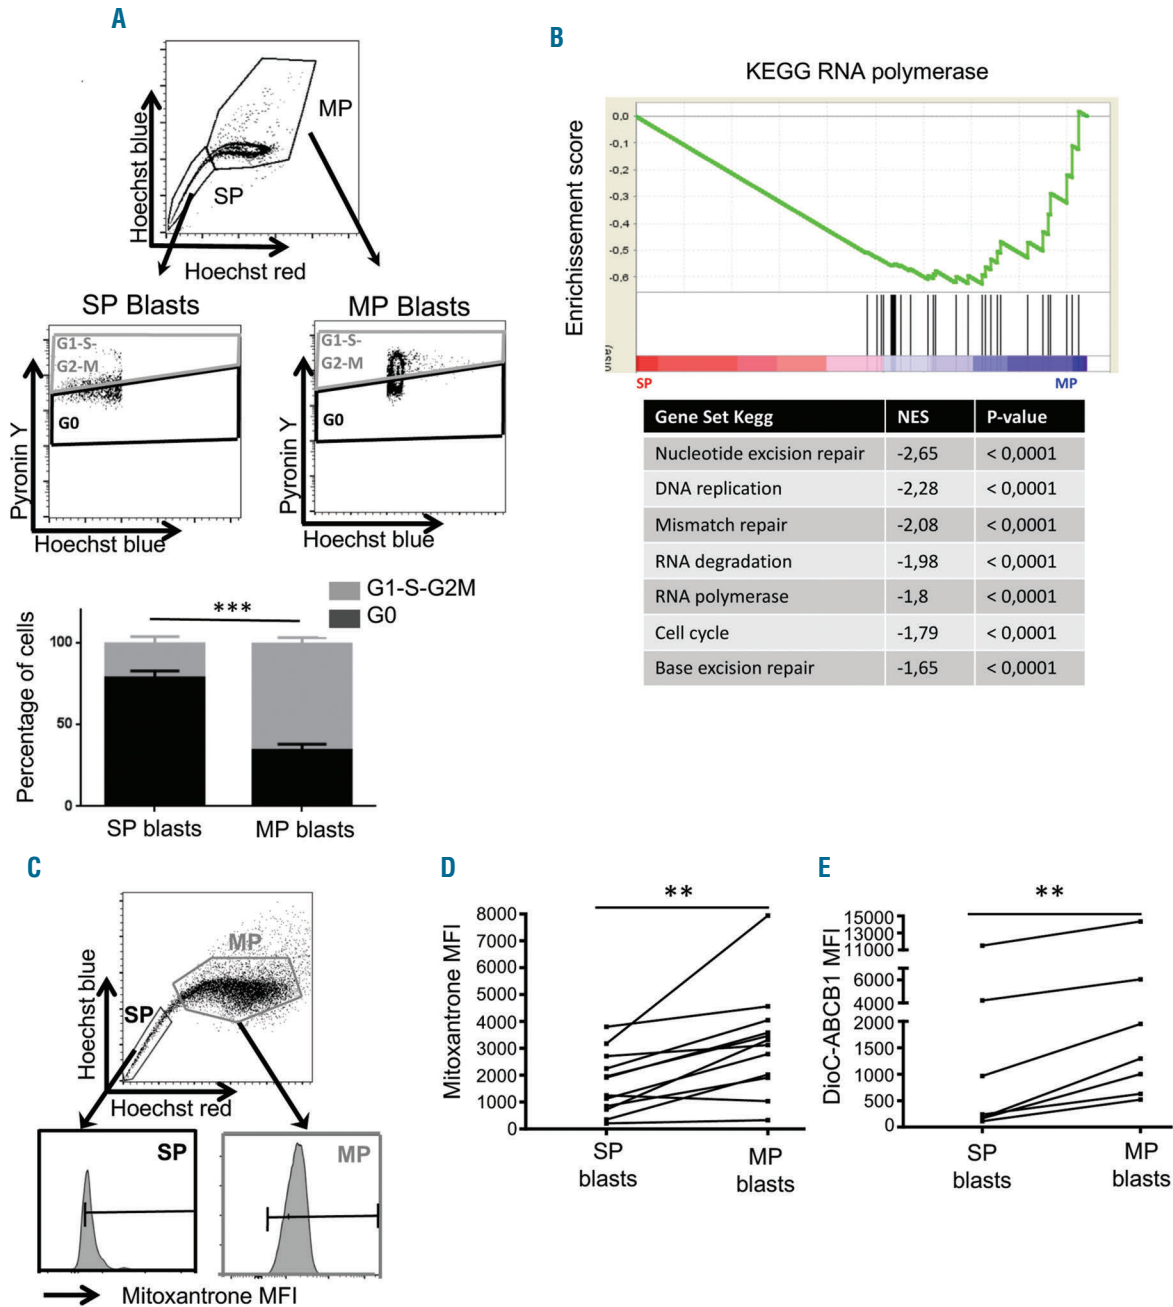 A
Hoechst blue
MP
SP
Hoechst red
SP Blasts
MP Blasts
Pyronin Y
G1-S-
G2-M
G0
Hoechst blue
Pyronin Y
G1-S-
G2-M
G0
Hoechst blue
G1-S-G2M
G0
***
Percentage of cells
100
50
0
SP blasts
MP blasts
B
KEGG RNA polymerase
Enrichissement score
0,0
-0,1
-0,2
-0,3
-0,4
-0,5
-0,6
SP
MP
Gene Set Kegg NES P-value
Nucleotide excision repair -2,65 < 0,0001
DNA replication -2,28 < 0,0001
Mismatch repair -2,08 < 0,0001
RNA degradation -1,98 < 0,0001
RNA polymerase -1,8 < 0,0001
Cell cycle -1,79 < 0,0001
Base excision repair -1,65 < 0,0001
C
Hoechst blue
MP
SP
Hoechst red
SP
MP
Mitoxantrone MFI
D
**
Mitoxantrone MFI
8000
7000
6000
5000
4000
3000
2000
1000
0
SP
blasts
MP
blasts
E
**
DioC-ABCB1 MFI
15000
13000
11000
6000
4000
2000
1500
1000
500
0
SP
blasts
MP
blasts